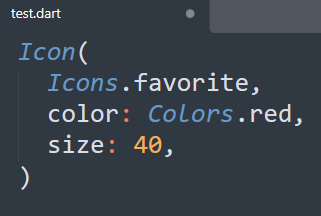 test.dart
Icon(
  Icons.favorite,
  color: Colors.red,
  size: 40,
)